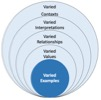 Varied
Contexts
Varied
Interpretations
Varied
Relationships
Varied
Values
Varied
Examples